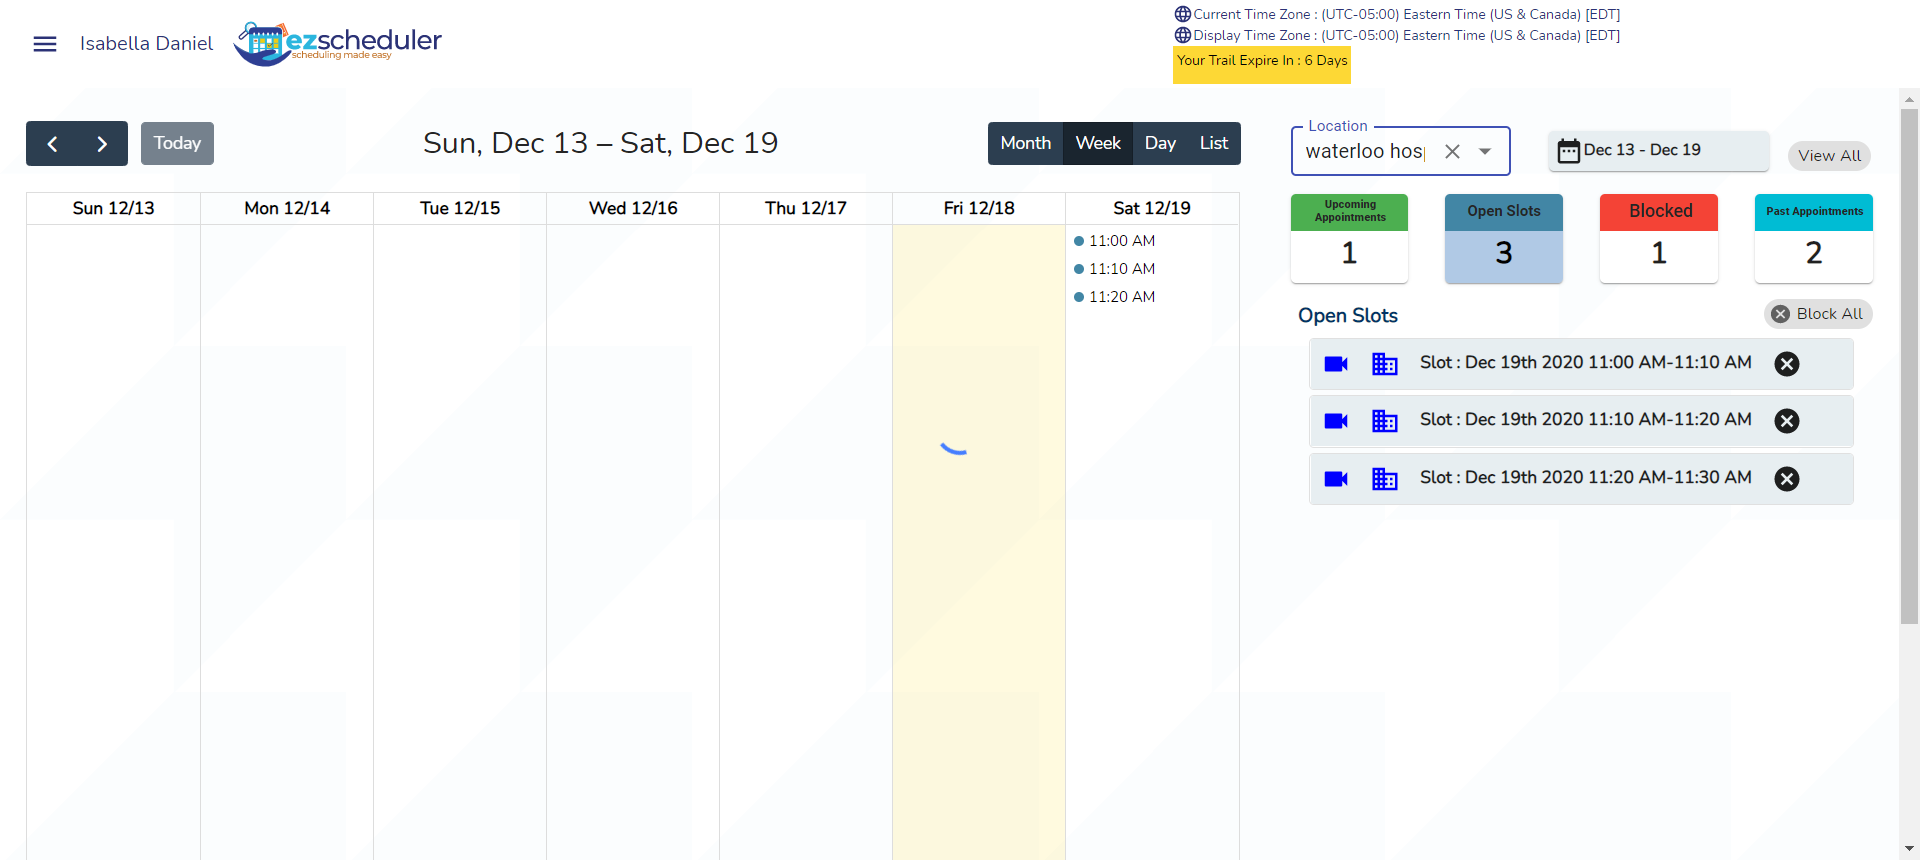 Isabella Daniel
ezscheduler
scheduling made easy
Current Time Zone : (UTC-05:00) Eastern Time (US & Canada) [EDT]
Display Time Zone : (UTC-05:00) Eastern Time (US & Canada) [EDT]
Your Trail Expire In : 6 Days
Today
Sun, Dec 13 – Sat, Dec 19
Month Week Day List
Location
waterloo hosp
Dec 13 - Dec 19
View All
Sun 12/13 Mon 12/14 Tue 12/15 Wed 12/16 Thu 12/17 Fri 12/18 Sat 12/19
11:00 AM
11:10 AM
11:20 AM
Upcoming
Appointments
1
Open Slots
3
Blocked
1
Past Appointments
2
Open Slots
Block All
Slot : Dec 19th 2020 11:00 AM-11:10 AM
Slot : Dec 19th 2020 11:10 AM-11:20 AM
Slot : Dec 19th 2020 11:20 AM-11:30 AM